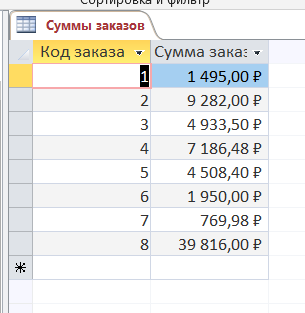 Сортировка и фильтр
Суммы заказов
Код заказа Сумма заказ
1 1 495,00 ₽
2 9 282,00 ₽
3 4 933,50 ₽
4 7 186,48 ₽
5 4 508,40 ₽
6 1 950,00 ₽
7 769,98 ₽
8 39 816,00 ₽